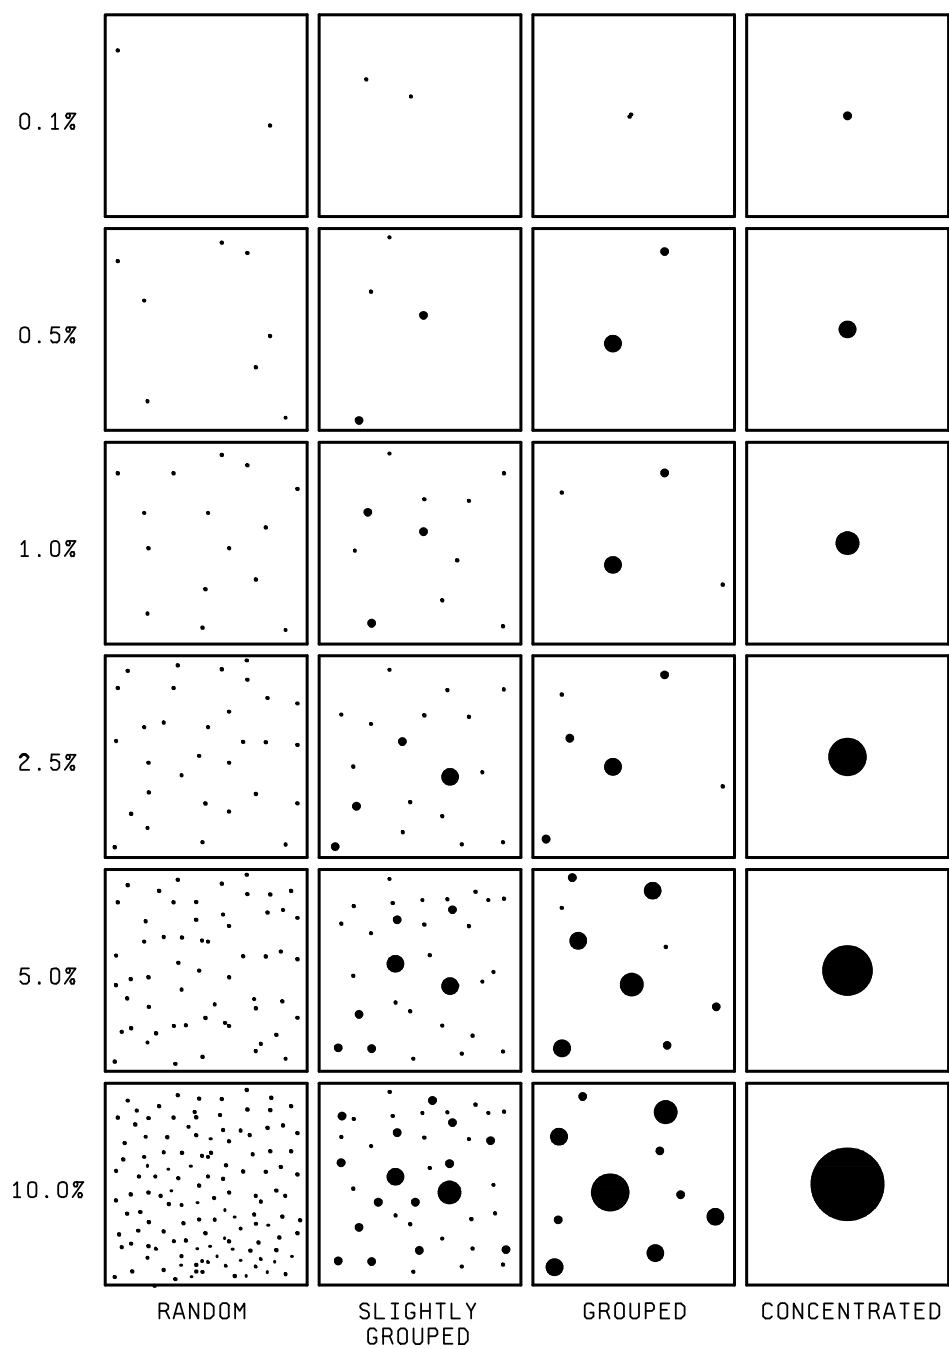 0.1%
0.5%
1.0%
2.5%
5.0%
10.0%
RANDOM
SLIGHTLY
GROUPED
GROUPED
CONCENTRATED